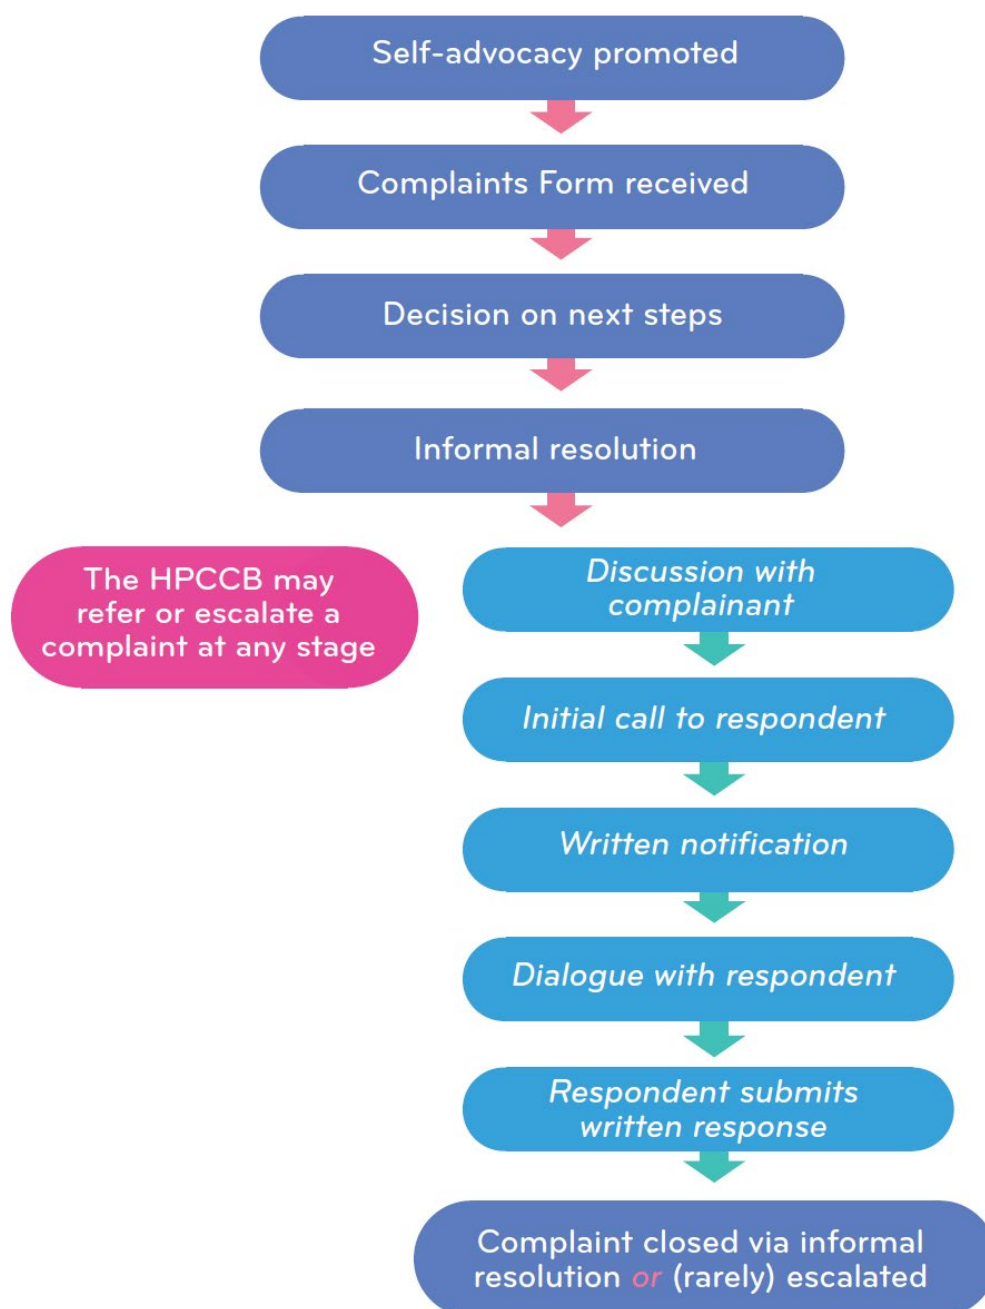 Self-advocacy promoted
Complaints Form received
Decision on next steps
Informal resolution
The HPCCB may
refer or escalate a
complaint at any stage
Discussion with
complainant
Initial call to respondent
Written notification
Dialogue with respondent
Respondent submits
written response
Complaint closed via informal
resolution or (rarely) escalated